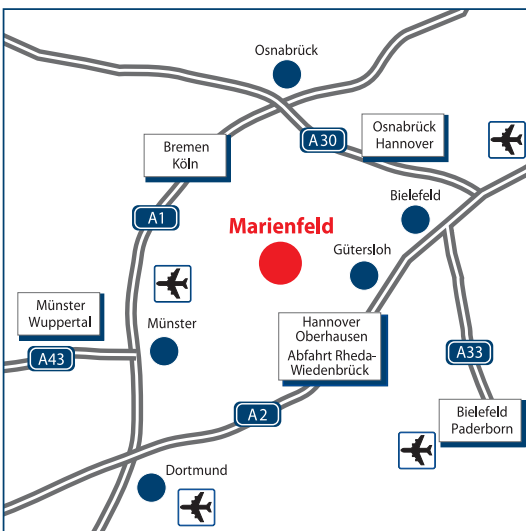 Osnabrück
A30
Osnabrück
Hannover
Bremen
Köln
Bielefeld
A1
Marienfeld
Gütersloh
Münster
Wuppertal
Münster
Hannover
Oberhausen
Abfahrt Rheda-
Wiedenbrück
A43
A33
A2
Bielefeld
Paderborn
Dortmund